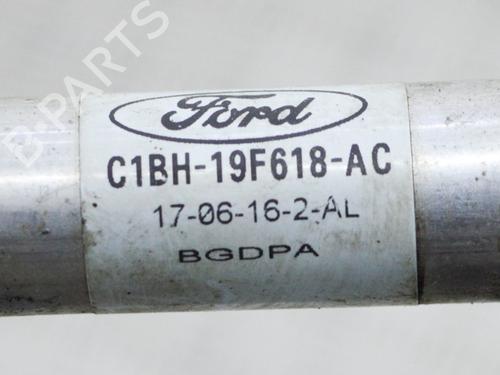 B PARTS
Ford
C1BH-19F618-AC
17-06-16-2-AL
BGDPA